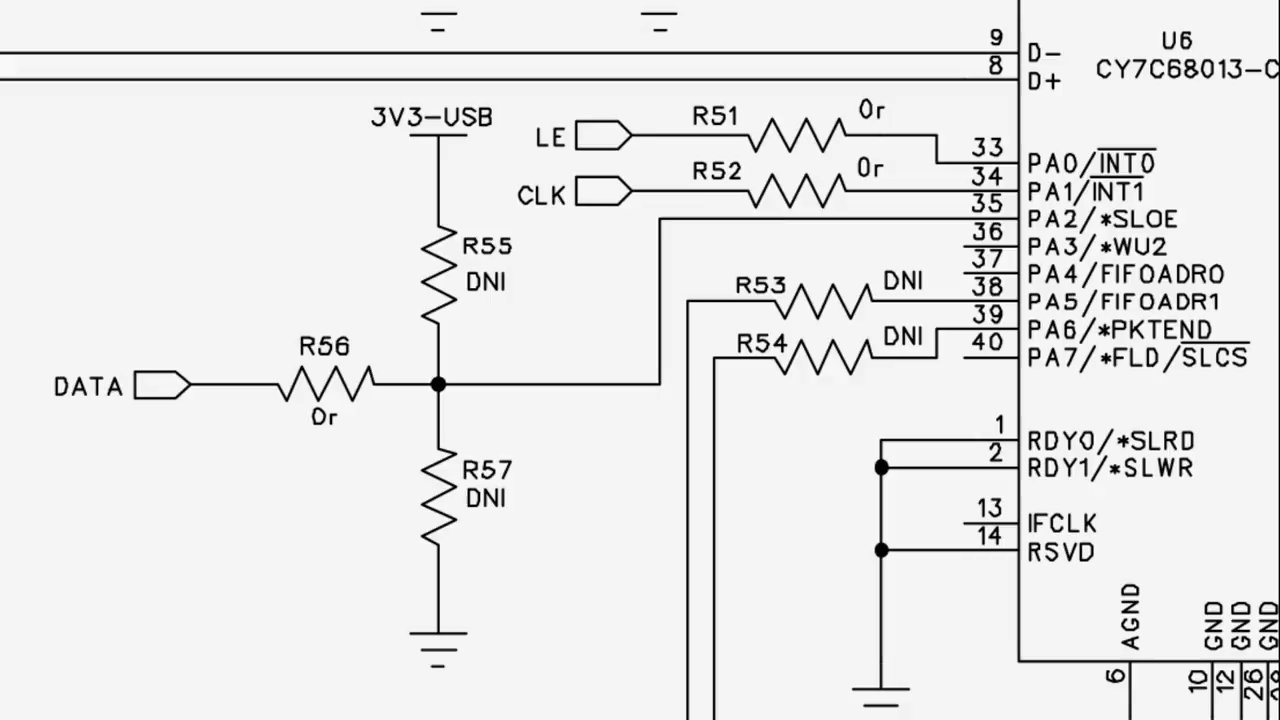 9
D-
U6
8
D+
CY7C68013-C
3V3-USB
LE
R51
0r
33
PA0/INT0
CLK
R52
0r
34
PA1/INT1
35
PA2/*SLOE
36
PA3/*WU2
37
PA4/FIFOADR0
R53
DNI
38
PA5/FIFOADR1
39
PA6/*PKTEND
R54
DNI
40
PA7/*FLD/SLCS
R55
DNI
R56
DATA
0r
1
RDY0/*SLRD
2
RDY1/*SLWR
R57
DNI
13
IFCLK
14
RSVD
AGND
GND
GND
GND
6
10
12
26